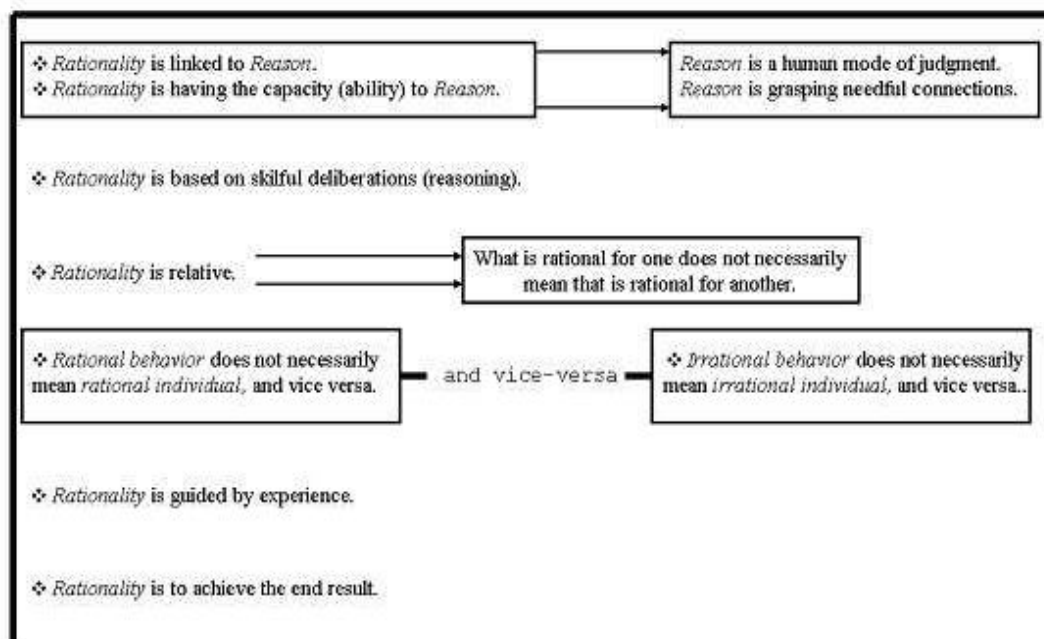 ❖ Rationality is linked to Reason.
❖ Rationality is having the capacity (ability) to Reason.
Reason is a human mode of judgment.
Reason is grasping needful connections.
❖ Rationality is based on skilful deliberations (reasoning).
❖ Rationality is relative.
What is rational for one does not necessarily
mean that is rational for another.
❖ Rational behavior does not necessarily
mean rational individual, and vice versa.
and vice-versa
❖ Irrational behavior does not necessarily
mean irrational individual, and vice versa..
❖ Rationality is guided by experience.
❖ Rationality is to achieve the end result.